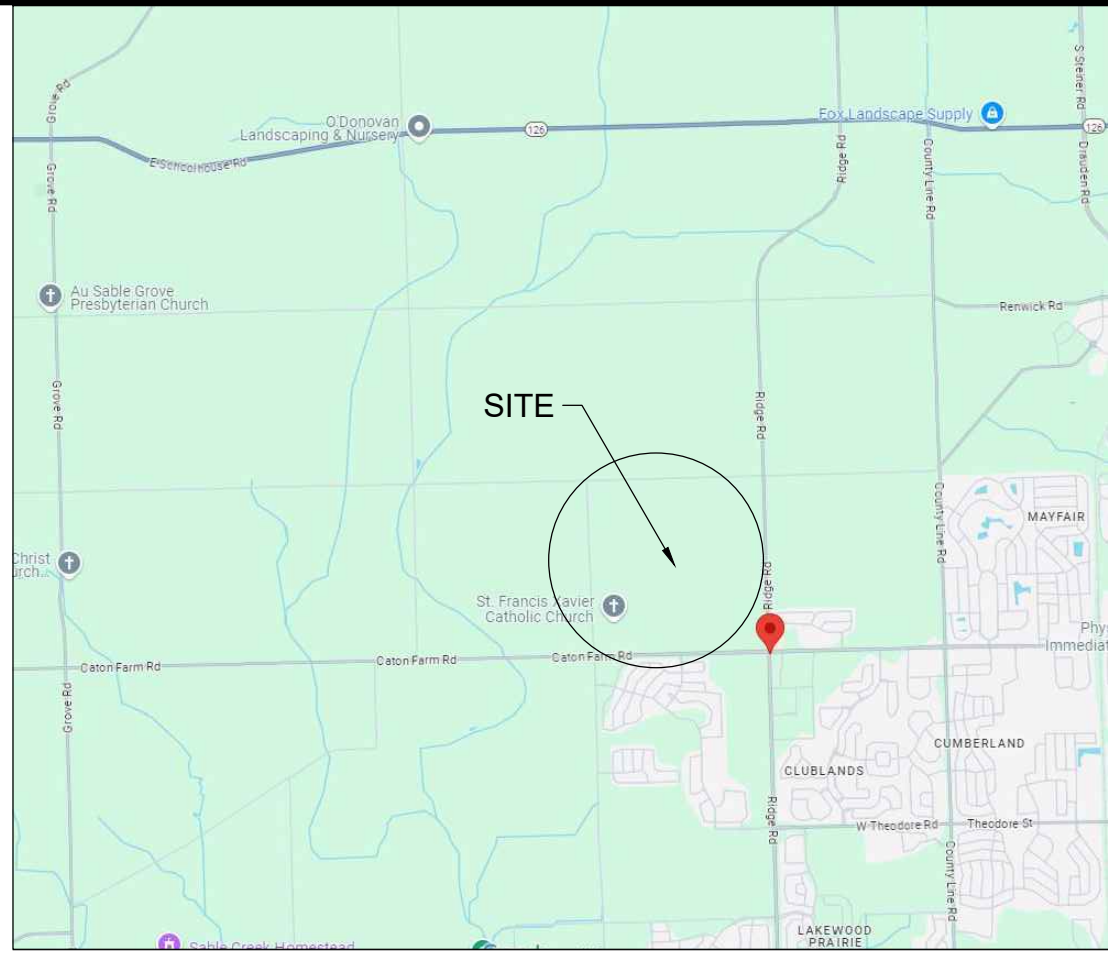 Grove Rd
S Steiner Rd
O'Donovan
Landscaping & Nursery
Fox Landscape Supply
126
126
E Schoolhouse Rd
Grove Rd
Ridge Rd
County Line Rd
Drauden Rd
Au Sable Grove
Presbyterian Church
Renwick Rd
Grove Rd
SITE
Ridge Rd
County Line Rd
MAYFAIR
Christ
Ridge Rd
St. Francis Xavier
Catholic Church
Immediat
Caton Farm Rd
Caton Farm Rd
Caton Farm Rd
Grove Rd
CUMBERLAND
CLUBLANDS
Ridge Rd
W Theodore Rd
Theodore St
County Line Rd
LAKEWOOD
PRAIRIE
Sable Creek Homestead